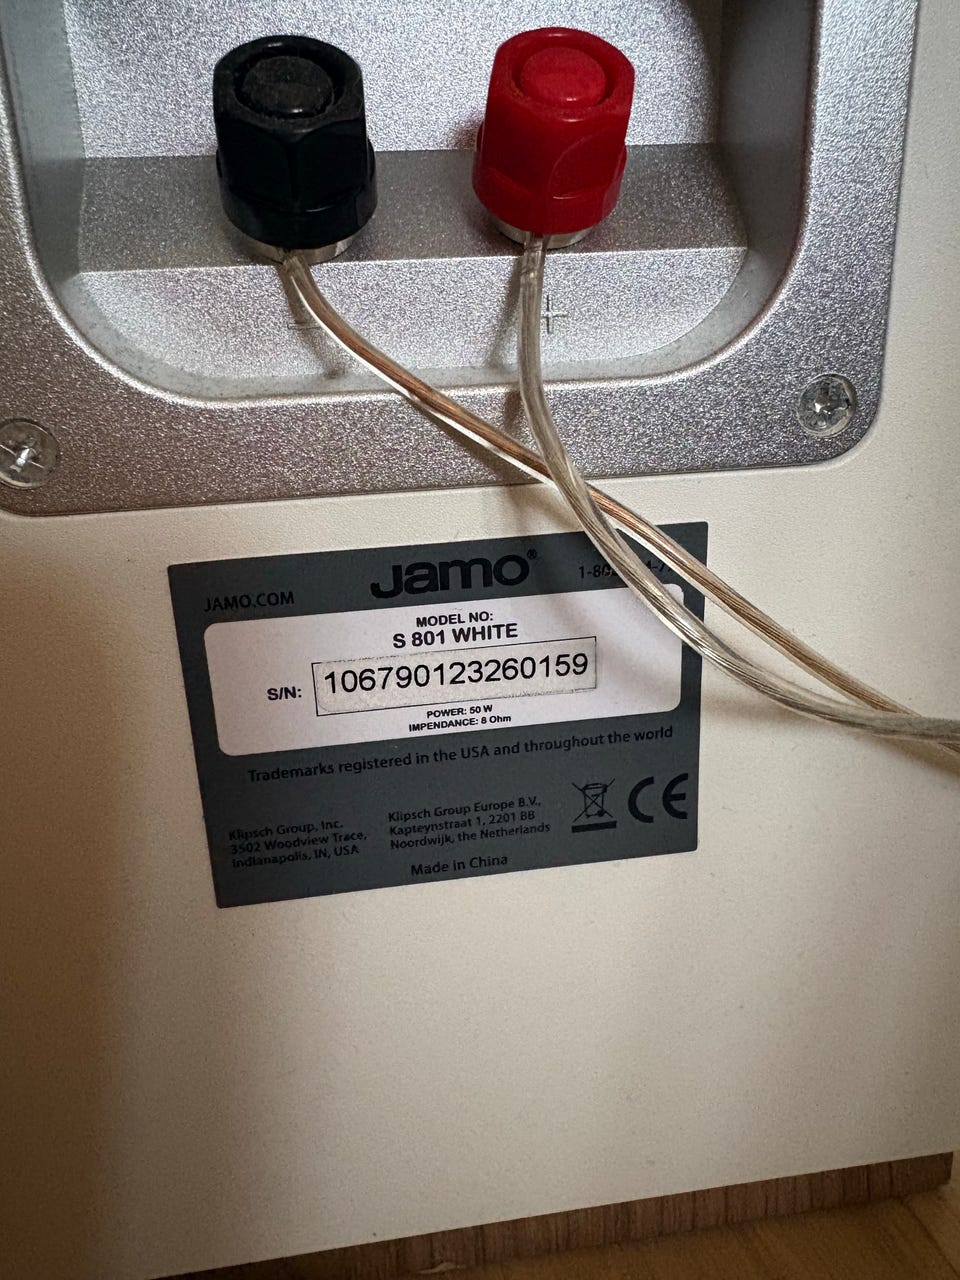 − +
Jamo®
JAMO.COM
MODEL NO:
S 801 WHITE
S/N: 106790123260159
POWER: 50 W
IMPENDANCE: 8 Ohm
Trademarks registered in the USA and throughout the world
Klipsch Group, Inc.
3502 Woodview Trace,
Indianapolis, IN, USA
Klipsch Group Europe B.V.,
Kapteynstraat 1, 2201 BB
Noordwijk, the Netherlands
CE
Made in China